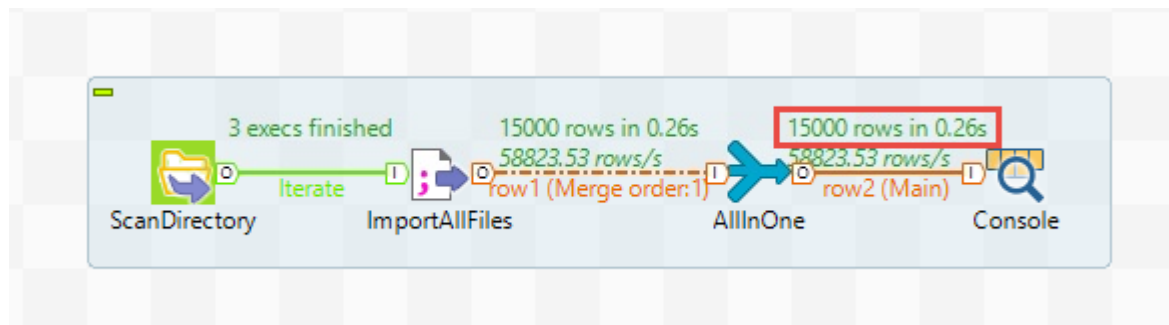 3 execs finished
15000 rows in 0.26s
15000 rows in 0.26s
58823.53 rows/s
58823.53 rows/s
Iterate
row1 (Merge order:1)
row2 (Main)
ScanDirectory
ImportAllFiles
AllInOne
Console